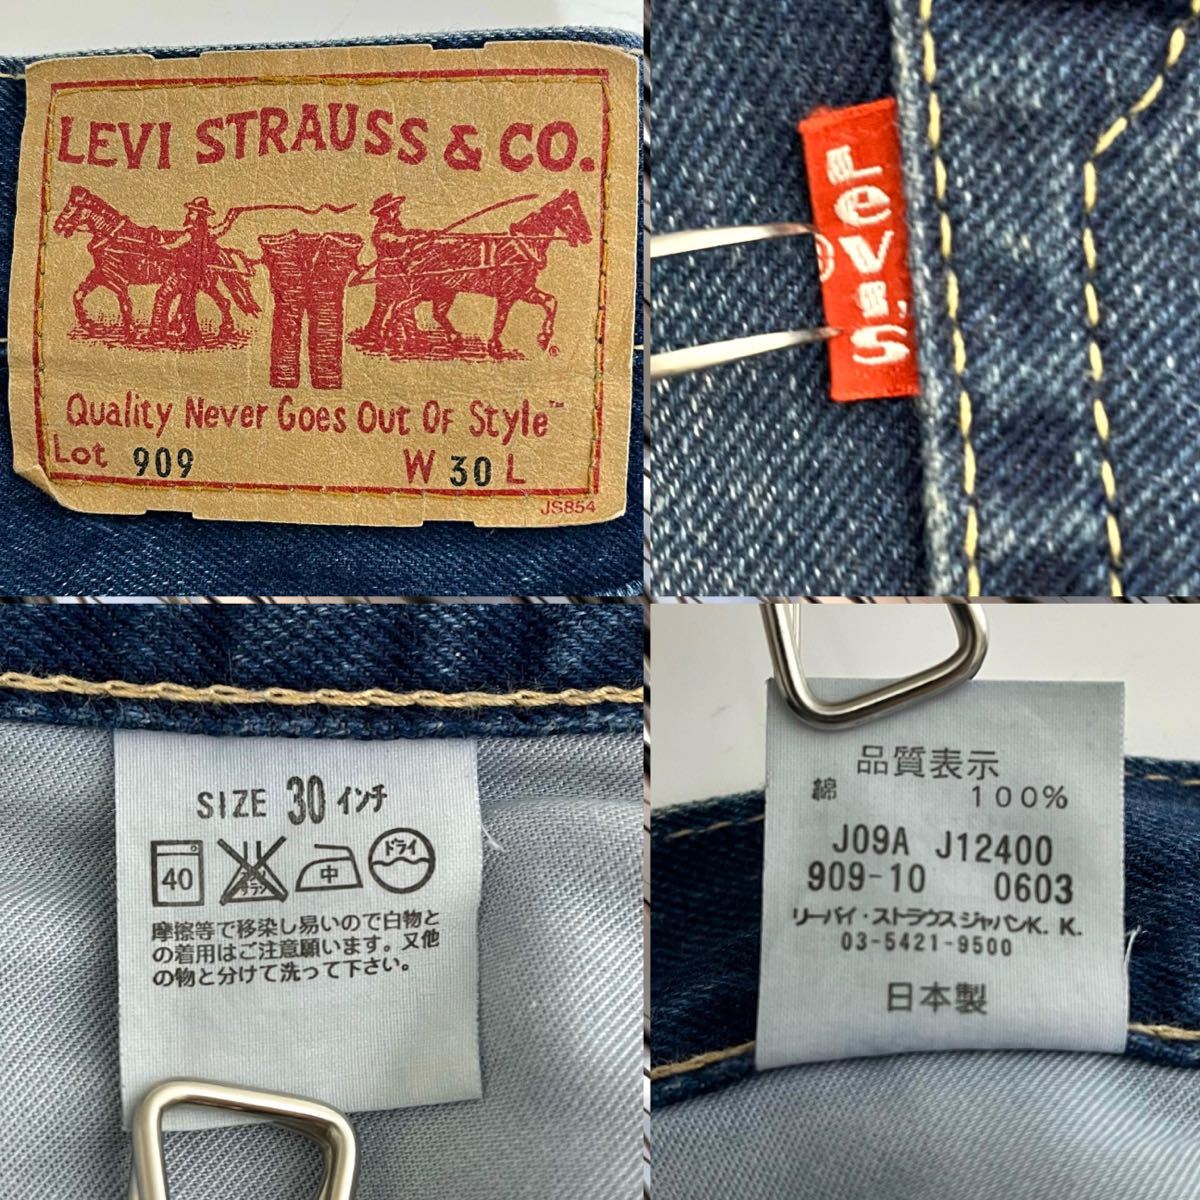 LEVI STRAUSS & CO.
Quality Never Goes Out Of Style™
Lot 909 W 30 L
JS854
Levi's
®
SIZE 30 インチ
40 中 ドライ
摩擦等で移染し易いので白物と
の着用はご注意願います。又他
の物と分けて洗って下さい。
品質表示
綿 100%
J09A J12400
909-10 0603
リーバイ・ストラウスジャパンK. K.
03-5421-9500
日本製